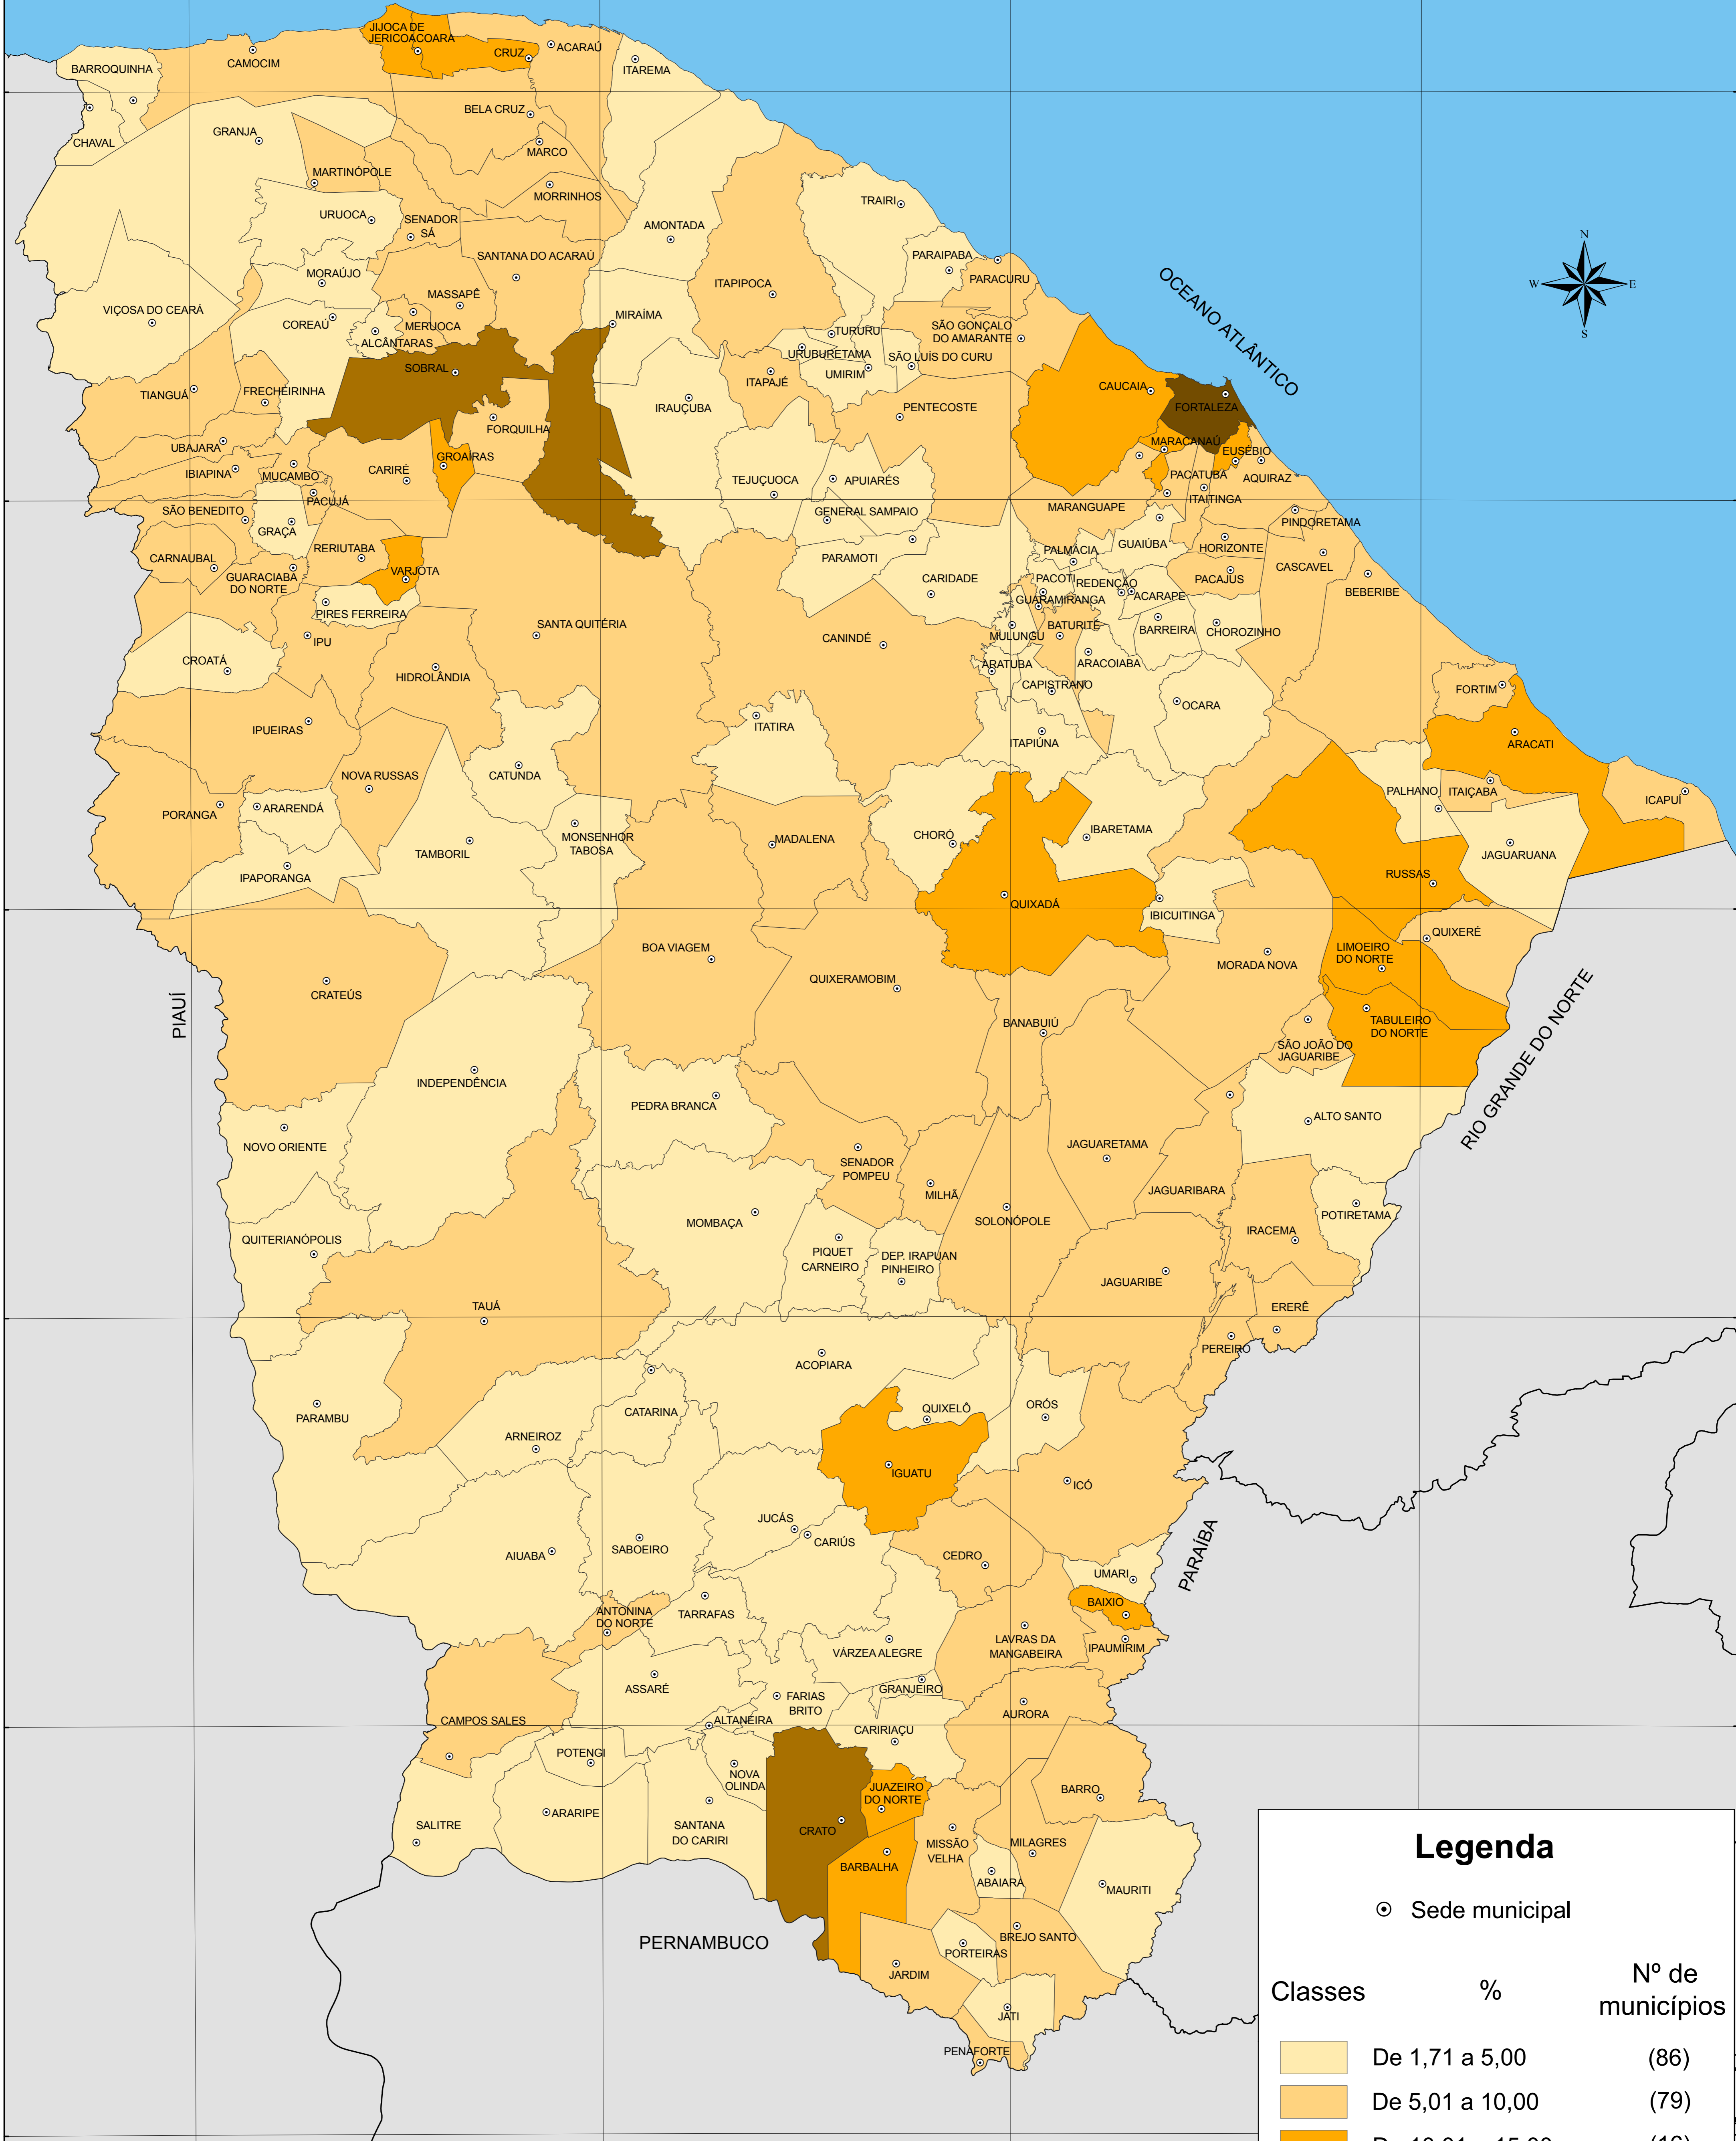 JIJOCA DE
JERICOACOARA
CRUZ
ACARAÚ
BARROQUINHA
CAMOCIM
ITAREMA
CHAVAL
GRANJA
BELA CRUZ
MARCO
MARTINÓPOLE
MORRINHOS
URUOCA
SENADOR
SÁ
TRAIRI
AMONTADA
N
W
E
S
SANTANA DO ACARAÚ
PARAIPABA
MORAÚJO
ITAPIPOCA
PARACURU
OCEANO ATLÂNTICO
MASSAPÊ
VIÇOSA DO CEARÁ
MIRAÍMA
COREAÚ
MERUOCA
ALCÂNTARAS
TURURU
SÃO GONÇALO
DO AMARANTE
URUBURETAMA
SÃO LUÍS DO CURU
SOBRAL
UMIRIM
ITAPAJÉ
CAUCAIA
TIANGUÁ
FRECHEIRINHA
IRAUÇUBA
PENTECOSTE
FORTALEZA
FORQUILHA
UBAJARA
MARACANAÚ
EUSÉBIO
GROAÍRAS
IBIAPINA
MUCAMBO
CARIRÉ
TEJUÇUOCA
APUIARÉS
PACATUBA
AQUIRAZ
PACUJÁ
ITAITINGA
SÃO BENEDITO
GENERAL SAMPAIO
MARANGUAPE
PINDORETAMA
GRAÇA
RERIUTABA
CARNAUBAL
PARAMOTI
PALMÁCIA
GUAIÚBA
HORIZONTE
VARJOTA
GUARACIABA
DO NORTE
CARIDADE
PACOTI
REDENÇÃO
PACAJUS
CASCAVEL
BEBERIBE
GUARAMIRANGA
ACARAPE
PIRES FERREIRA
SANTA QUITÉRIA
IPU
CANINDÉ
MULUNGU
BATURITÉ
BARREIRA
CHOROZINHO
CROATÁ
ARATUBA
ARACOIABA
HIDROLÂNDIA
CAPISTRANO
FORTIM
OCARA
IPUEIRAS
ITATIRA
ITAPIÚNA
ARACATI
NOVA RUSSAS
CATUNDA
PALHANO
ITAIÇABA
ICAPUÍ
PORANGA
ARARENDÁ
MONSENHOR
TABOSA
MADALENA
CHORÓ
IBARETAMA
TAMBORIL
JAGUARUANA
IPAPORANGA
RUSSAS
QUIXADÁ
IBICUITINGA
QUIXERÉ
BOA VIAGEM
LIMOEIRO
DO NORTE
MORADA NOVA
QUIXERAMOBIM
CRATEÚS
PIAUÍ
BANABUIÚ
TABULEIRO
DO NORTE
SÃO JOÃO DO
JAGUARIBE
RIO GRANDE DO NORTE
INDEPENDÊNCIA
PEDRA BRANCA
ALTO SANTO
NOVO ORIENTE
JAGUARETAMA
SENADOR
POMPEU
MILHÃ
JAGUARIBARA
SOLONÓPOLE
POTIRETAMA
MOMBAÇA
IRACEMA
QUITERIANÓPOLIS
PIQUET
CARNEIRO
DEP. IRAPUAN
PINHEIRO
JAGUARIBE
TAUÁ
ERERÊ
PEREIRO
ACOPIARA
PARAMBU
CATARINA
QUIXELÔ
ORÓS
ARNEIROZ
IGUATU
ICÓ
JUCÁS
CARIÚS
AIUABA
SABOEIRO
CEDRO
PARAÍBA
UMARI
BAIXIO
ANTONINA
DO NORTE
TARRAFAS
LAVRAS DA
MANGABEIRA
IPAUMIRIM
VÁRZEA ALEGRE
ASSARÉ
GRANJEIRO
FARIAS
BRITO
CAMPOS SALES
ALTANEIRA
AURORA
CARIRIAÇU
POTENGI
NOVA
OLINDA
JUAZEIRO
DO NORTE
BARRO
SALITRE
ARARIPE
SANTANA
DO CARIRI
CRATO
MISSÃO
VELHA
MILAGRES
BARBALHA
ABAIARA
MAURITI
PERNAMBUCO
BREJO SANTO
PORTEIRAS
JARDIM
JATI
PENAFORTE
Legenda
Sede municipal
Classes % Nº de
municípios
De 1,71 a 5,00 (86)
De 5,01 a 10,00 (79)